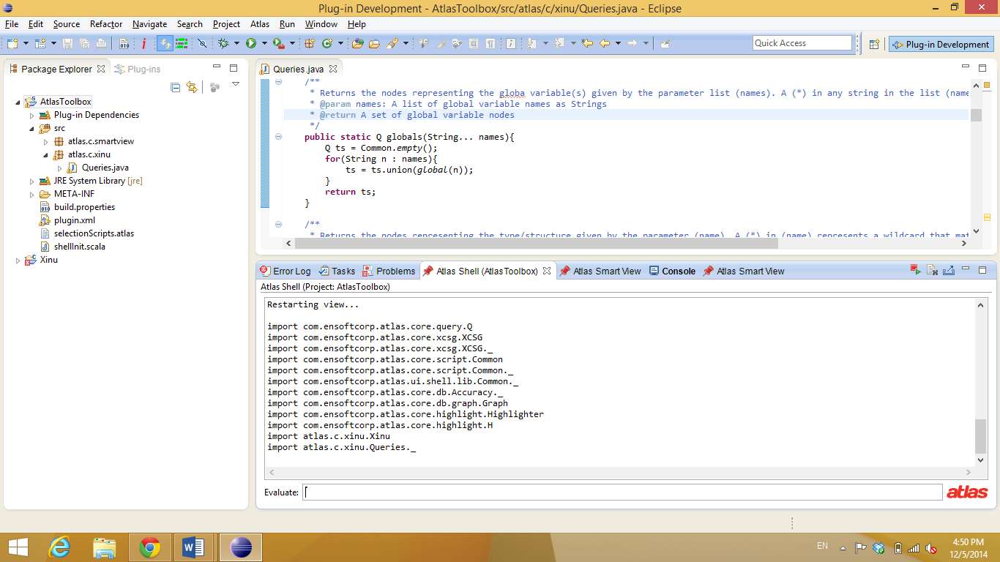 Plug-in Development - AtlasToolbox/src/atlas/c/xinu/Queries.java - Eclipse
File Edit Source Refactor Navigate Search Project Atlas Run Window Help
Quick Access
Plug-in Development
Package Explorer
Plug-ins
AtlasToolbox
Plug-in Dependencies
src
atlas.c.smartview
atlas.c.xinu
Queries.java
JRE System Library [jre]
META-INF
build.properties
plugin.xml
selectionScripts.atlas
shellInit.scala
Xinu
Queries.java
/**
* Returns the nodes representing the globa variable(s) given by the parameter list (names). A (*) in any string in the list (name
* @param names: A list of global variable names as Strings
* @return A set of global variable nodes
*/
public static Q globals(String... names){
Q ts = Common.empty();
for(String n : names){
ts = ts.union(global(n));
}
return ts;
}
/**
* Returns the nodes representing the type/structure given by the parameter (name). A (*) in (name) represents a wildcard that mat
Error Log Tasks Problems Atlas Shell (AtlasToolbox) Atlas Smart View Console Atlas Smart View
Atlas Shell (Project: AtlasToolbox)
Restarting view...
import com.ensoftcorp.atlas.core.query.Q
import com.ensoftcorp.atlas.core.xcsg.XCSG
import com.ensoftcorp.atlas.core.xcsg.XCSG._
import com.ensoftcorp.atlas.core.script.Common
import com.ensoftcorp.atlas.core.script.Common._
import com.ensoftcorp.atlas.ui.shell.lib.Common._
import com.ensoftcorp.atlas.core.db.Accuracy._
import com.ensoftcorp.atlas.core.db.graph.Graph
import com.ensoftcorp.atlas.core.highlight.Highlighter
import com.ensoftcorp.atlas.core.highlight.H
import atlas.c.xinu.Xinu
import atlas.c.xinu.Queries._
Evaluate:
atlas
EN
4:50 PM
12/5/2014